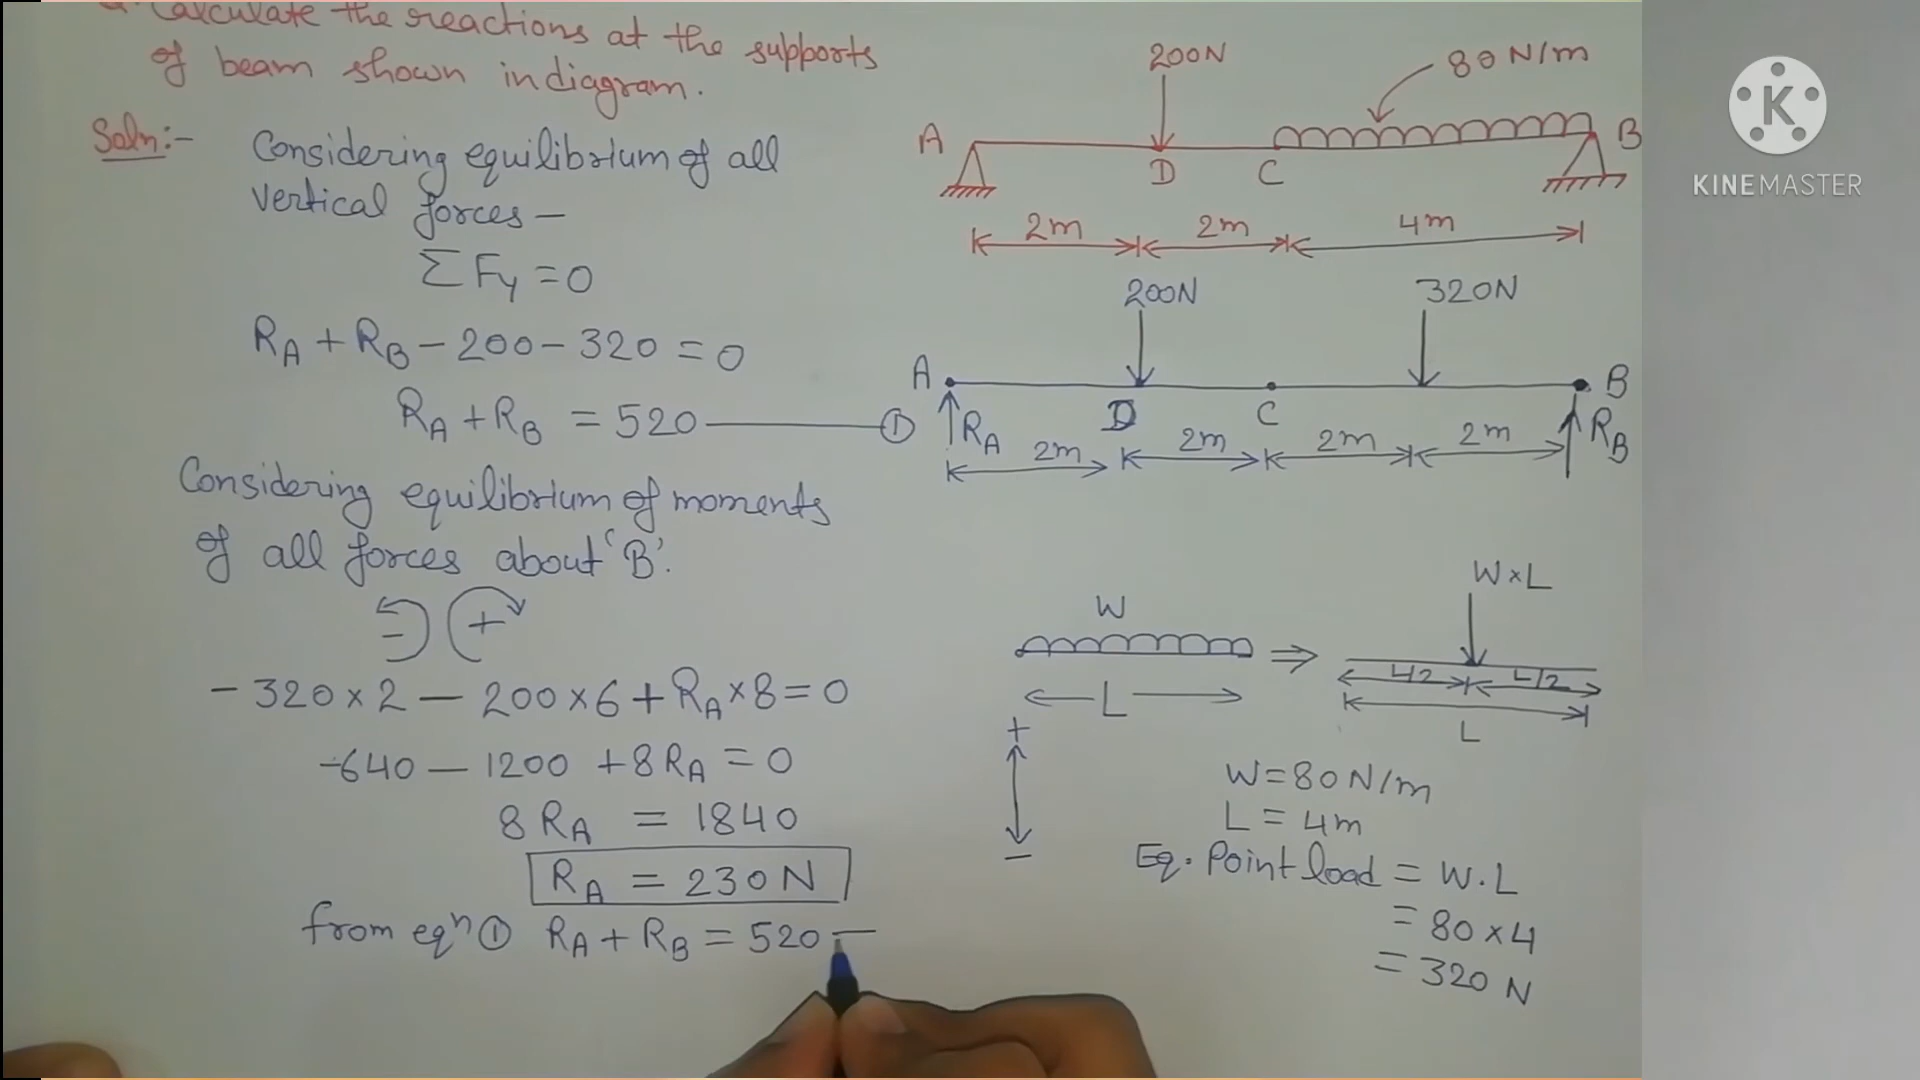 Calculate the reactions at the supports
of beam shown in diagram.
Soln:- Considering equilibrium of all
vertical forces –
ΣFy = 0
RA + RB – 200 – 320 = 0
RA + RB = 520 ——— ①
Considering equilibrium of moments
of all forces about 'B'.
– +
– 320 × 2 – 200 × 6 + RA × 8 = 0
-640 – 1200 + 8RA = 0
8 RA = 1840
RA = 230 N
from eqn ① RA + RB = 520 –
200N
80 N/m
A D C B
2m 2m 4m
200N 320N
A D C B
RA RB
2m 2m 2m 2m
W W×L
L L/2 L/2
L
+
–
W = 80 N/m
L = 4m
Eq. Point load = W.L
= 80 × 4
= 320 N
K
KINEMASTER